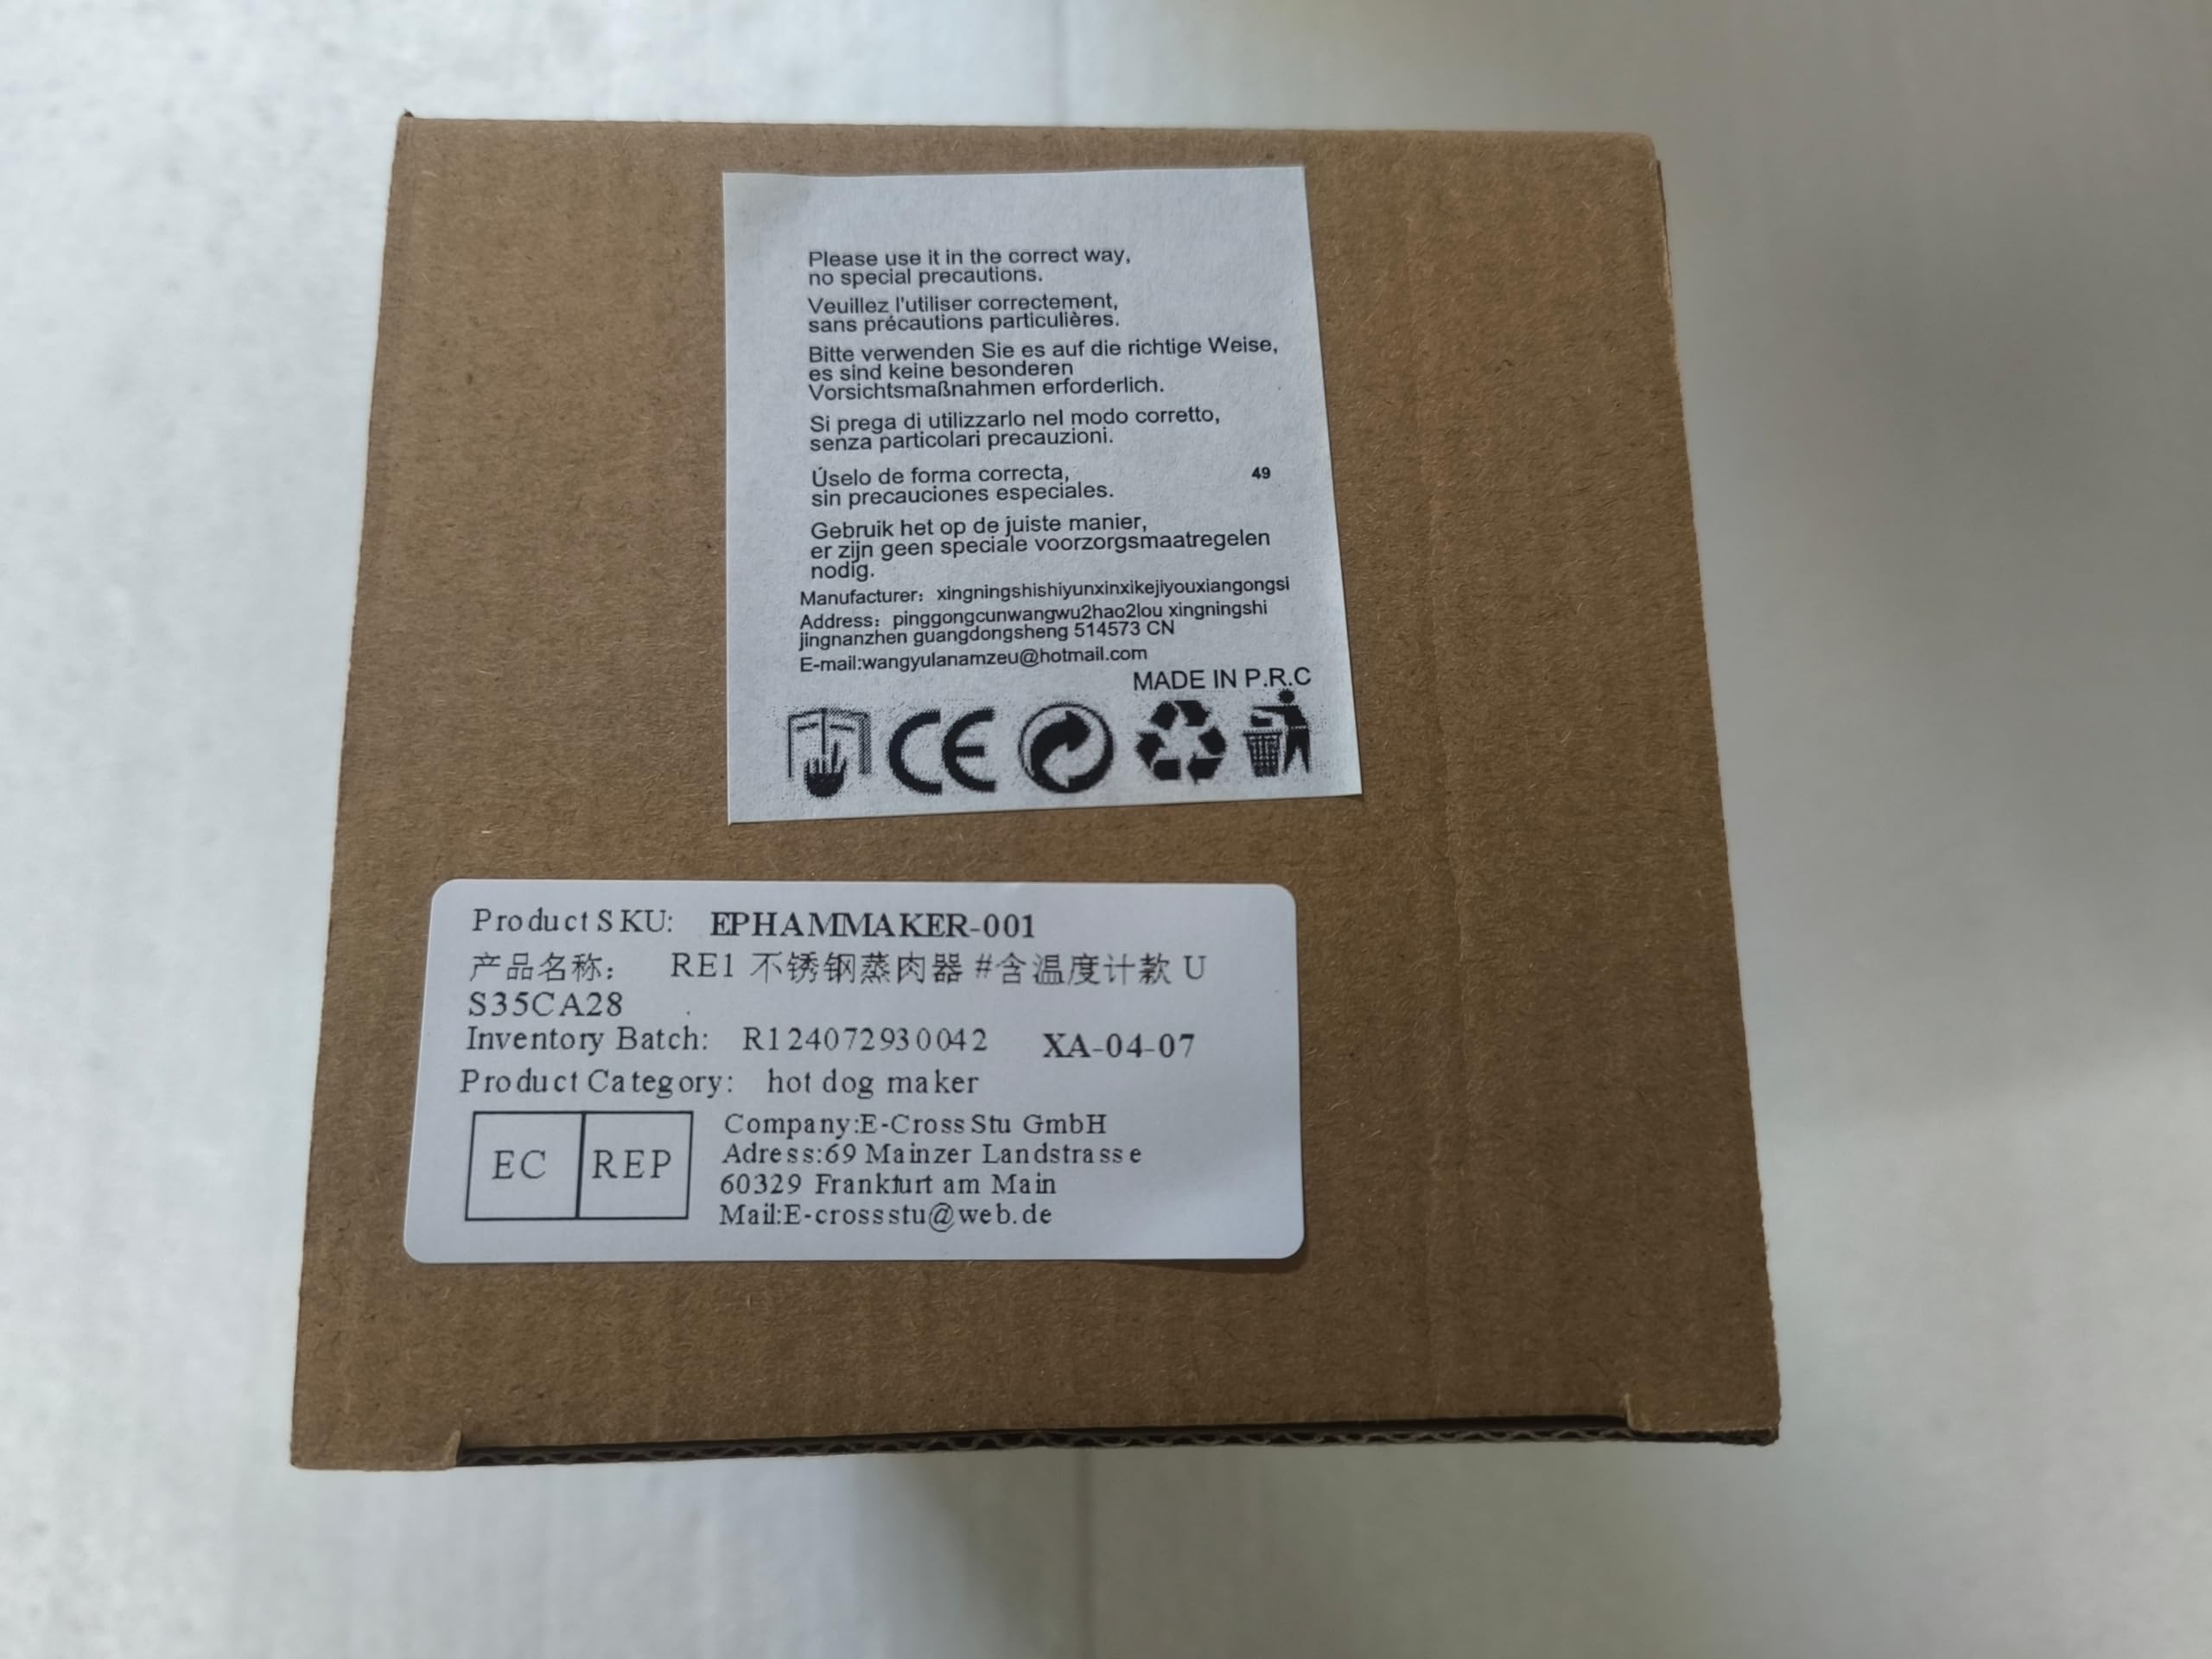 Please use it in the correct way,
no special precautions.
Veuillez l'utiliser correctement,
sans précautions particulières.
Bitte verwenden Sie es auf die richtige Weise,
es sind keine besonderen
Vorsichtsmaßnahmen erforderlich.
Si prega di utilizzarlo nel modo corretto,
senza particolari precauzioni.
Úselo de forma correcta,
sin precauciones especiales.
49
Gebruik het op de juiste manier,
er zijn geen speciale voorzorgsmaatregelen
nodig.
Manufacturer: xingningshishiyunxinxikejiyouxiangongsi
Address: pinggongcunwangwu2hao2lou xingningshi
jingnanzhen guangdongsheng 514573 CN
E-mail:wangyulanamzeu@hotmail.com
MADE IN P.R.C
CE
Product SKU: EPHAMMAKER-001
产品名称: RE1 不锈钢蒸肉器 #含温度计款 U
S35CA28
Inventory Batch: R124072930042 XA-04-07
Product Category: hot dog maker
EC REP
Company:E-Cross Stu GmbH
Adress:69 Mainzer Landstrasse
60329 Frankfurt am Main
Mail:E-crossstu@web.de